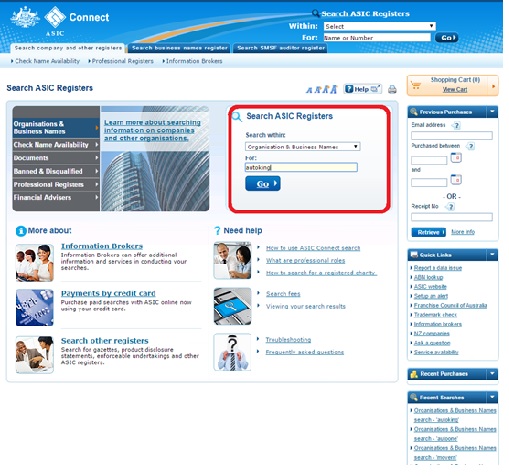 Connect
ASIC
Search ASIC Registers
Within: Select
For: Name or Number Go
Search company and other registers
Search business names register
Search SMSF auditor register
Check Name Availability
Professional Registers
Information Brokers
Search ASIC Registers
A A A A
Help
Shopping Cart (0)
View Cart
Organisations &
Business Names
Check Name Availability
Documents
Banned & Disqualified
Professional Registers
Financial Advisers
Learn more about searching
information on companies
and other organisations.
Search ASIC Registers
Search within:
Organisation & Business Names
For:
autoking
Go
Previous Purchases
Email address
Purchased between
and
- OR -
Receipt No
Retrieve
More info
More about:
Information Brokers
Information Brokers can offer additional
information and services in conducting your
searches.
Payments by credit card
Purchase paid searches with ASIC online now
using your credit card.
Search other registers
Search for gazettes, product disclosure
statements, enforceable undertakings and other
ASIC registers.
Need help
How to use ASIC Connect search
What are professional roles
How to search for a registered charity.
Search fees
Viewing your search results
Troubleshooting
Frequently asked questions
Quick Links
Report a data issue
ABN lookup
ASIC website
Setup an alert
Franchise Council of Australia
Trademark check
Information brokers
NZ companies
Ask a question
Service availability
Recent Purchases
Recent Searches
Organisations & Business Names
search - 'autoking'
Organisations & Business Names
Organisations & Business Names
search - 'movem'
Organisations & Business Names